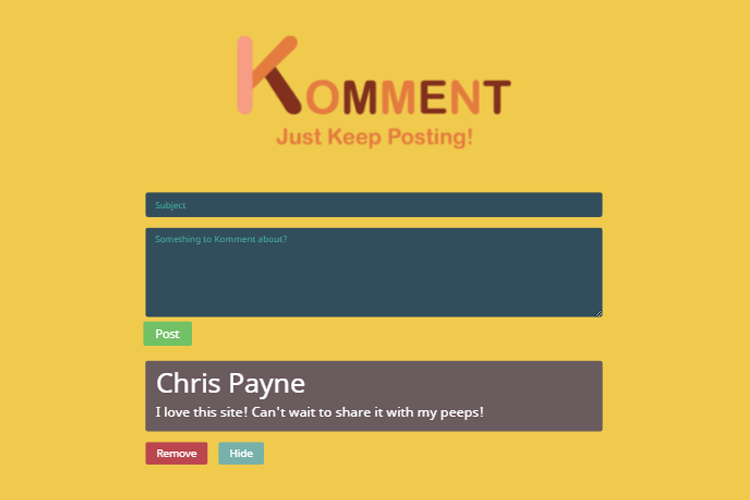 KOMMENT
Just Keep Posting!
Subject
Something to Komment about?
Post
Chris Payne
I love this site! Can't wait to share it with my peeps!
Remove Hide